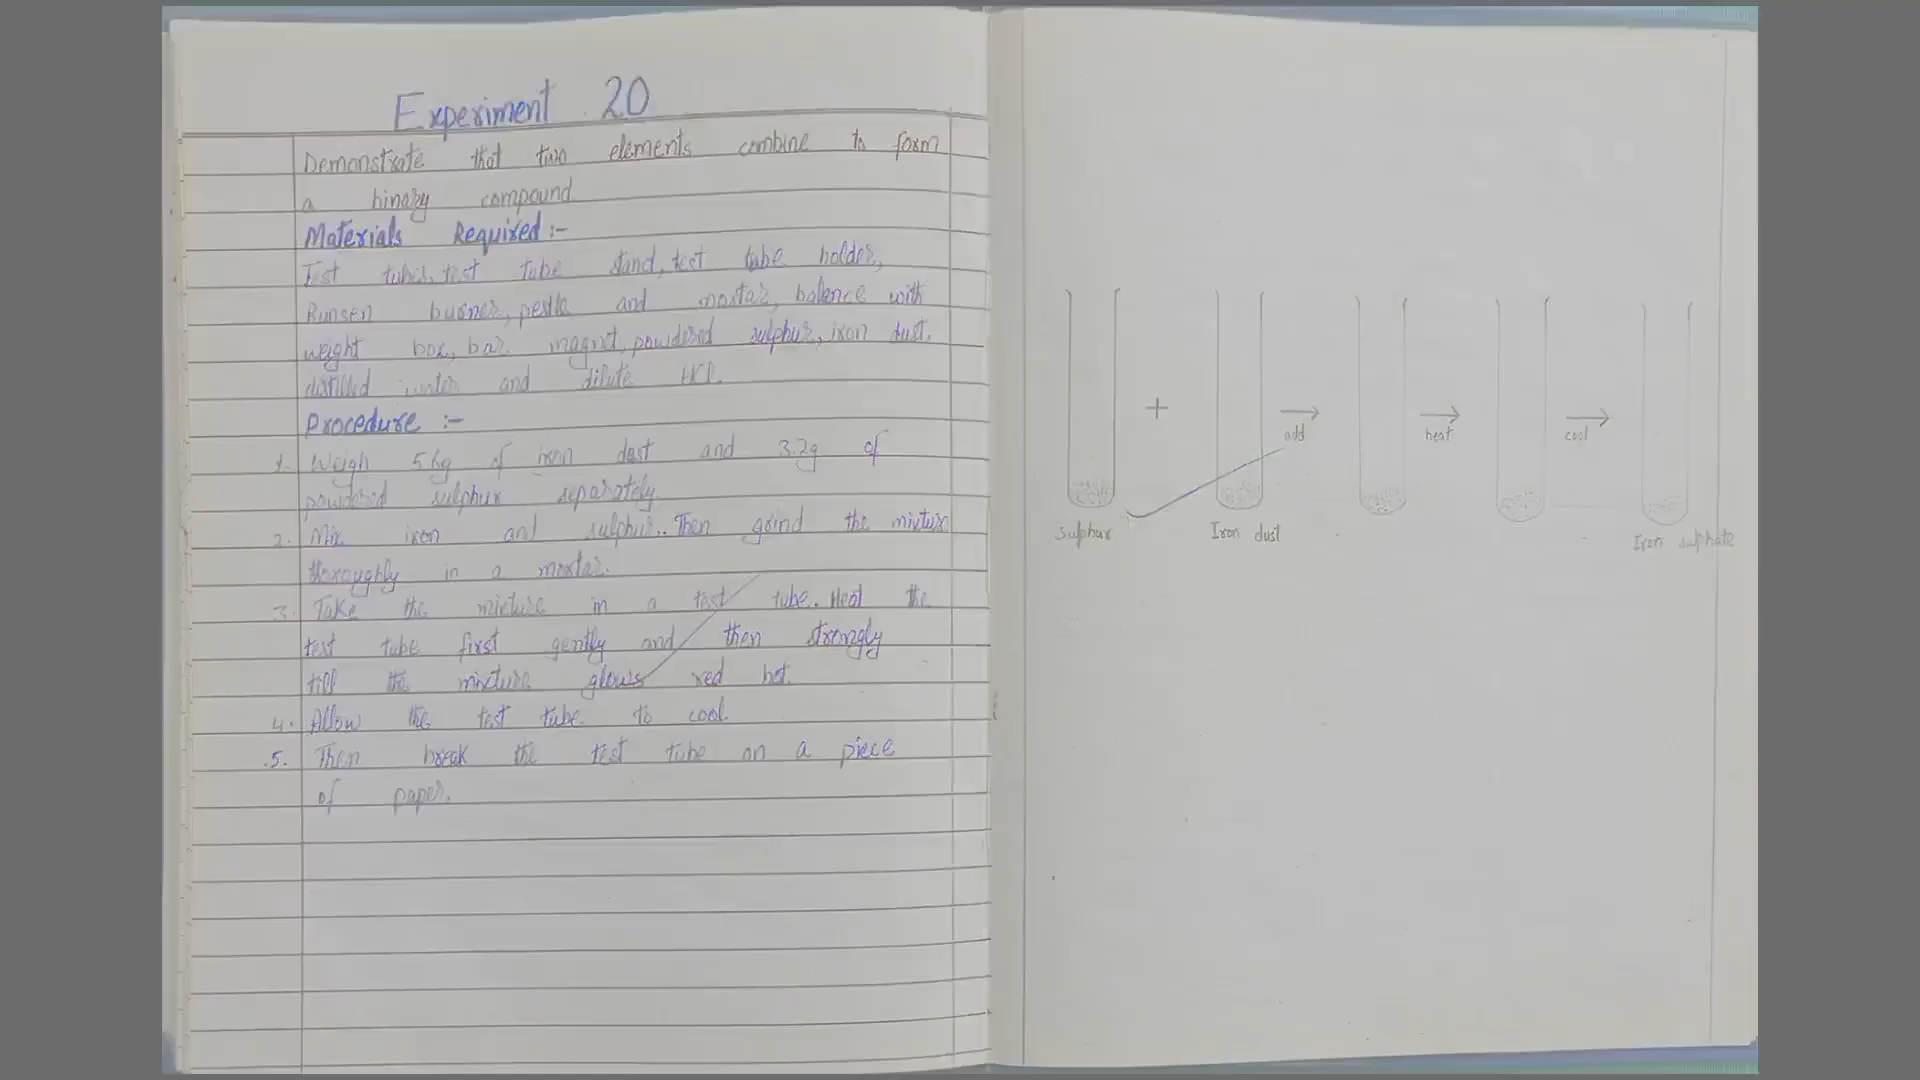 Experiment 20
Demonstrate that two elements combine to form
a binary compound.
Materials Required :-
Test tubes, test tube stand, test tube holder,
Bunsen burner, pestle and mortar, balance with
weight box, bar magnet, powdered sulphur, iron dust,
distilled water and dilute HCl.
Procedure :-
1. Weigh 5.6g of iron dust and 3.2g of
powdered sulphur separately.
2. Mix iron and sulphur. Then grind the mixture
thoroughly in a mortar.
3. Take the mixture in a test tube. Heat the
test tube first gently and then strongly
till the mixture glows red hot.
4. Allow the test tube to cool.
5. Then break the test tube on a piece
of paper.
+ add heat cool
Sulphur Iron dust Iron sulphate